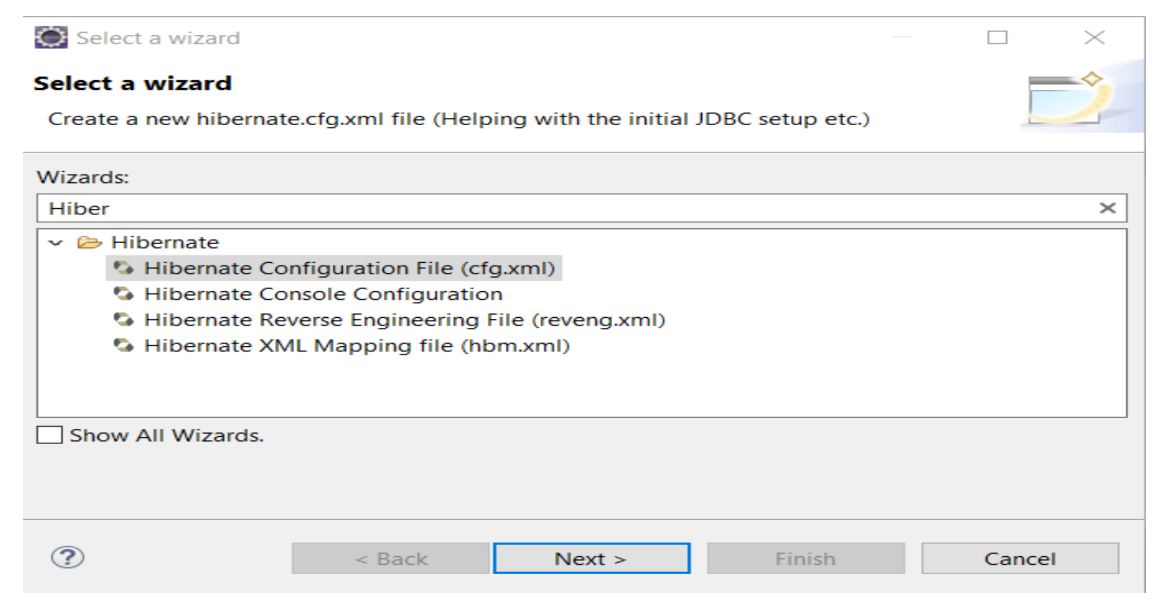 Select a wizard
Select a wizard
Create a new hibernate.cfg.xml file (Helping with the initial JDBC setup etc.)
Wizards:
Hiber
Hibernate
Hibernate Configuration File (cfg.xml)
Hibernate Console Configuration
Hibernate Reverse Engineering File (reveng.xml)
Hibernate XML Mapping file (hbm.xml)
Show All Wizards.
? < Back Next > Finish Cancel